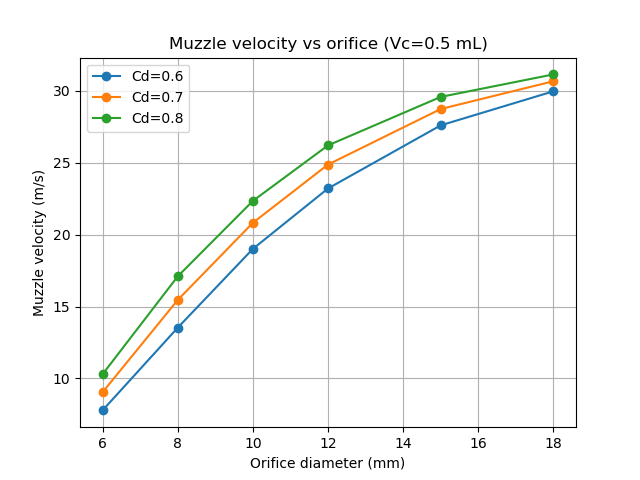 Muzzle velocity vs orifice (Vc=0.5 mL)
Cd=0.6
Cd=0.7
Cd=0.8
30
25
20
15
10
Muzzle velocity (m/s)
6 8 10 12 14 16 18
Orifice diameter (mm)